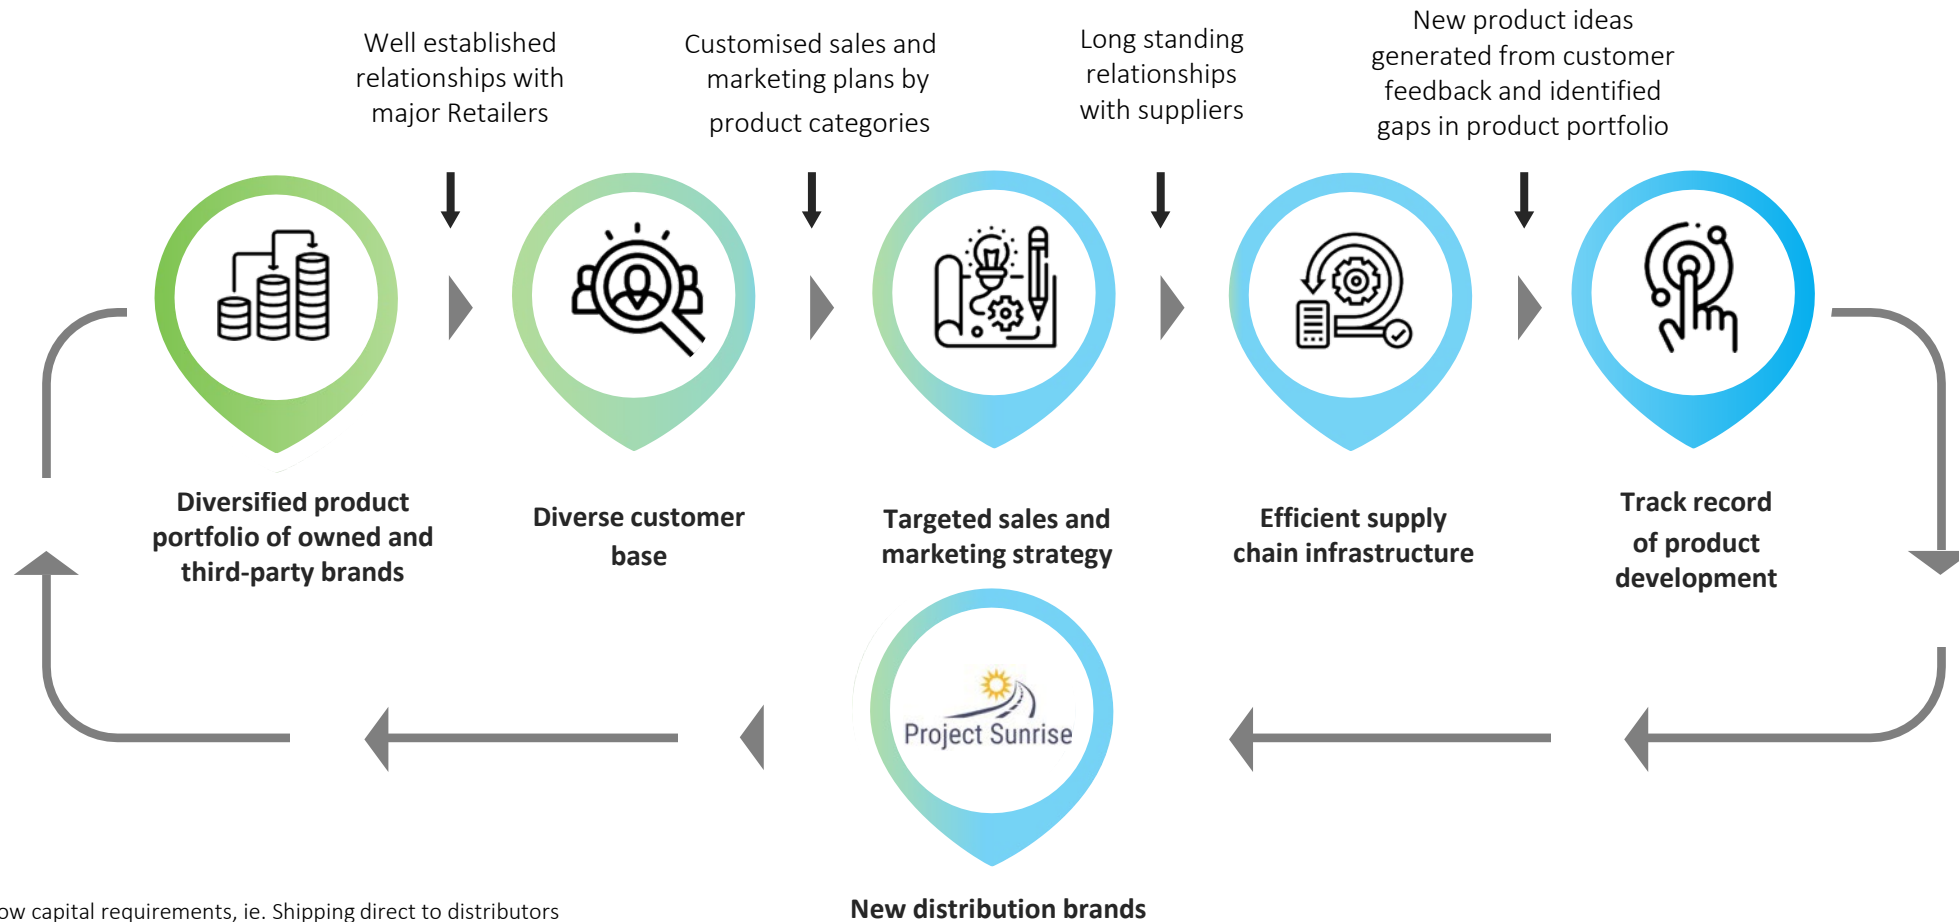 Well established
relationships with
major Retailers
Customised sales and
marketing plans by
product categories
Long standing
relationships
with suppliers
New product ideas
generated from customer
feedback and identified
gaps in product portfolio
Diversified product
portfolio of owned and
third-party brands
Diverse customer
base
Targeted sales and
marketing strategy
Efficient supply
chain infrastructure
Track record
of product
development
Project Sunrise
New distribution brands
capital requirements, ie. Shipping direct to distributors